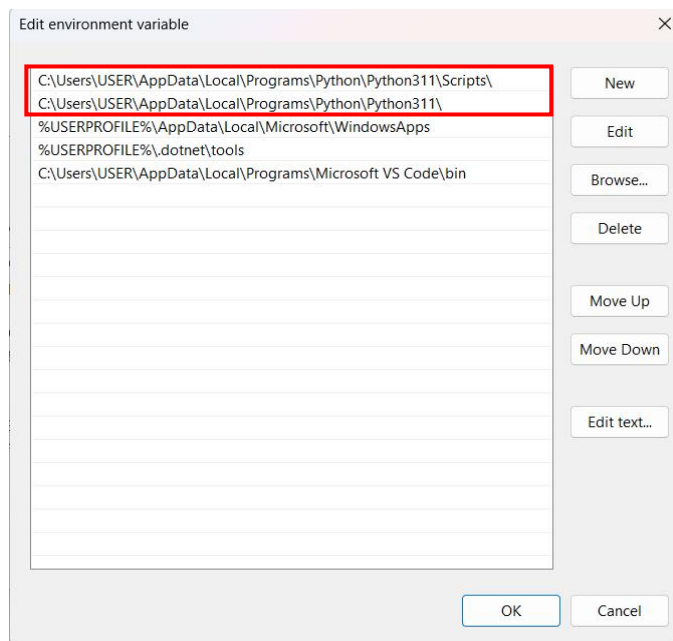 Edit environment variable
C:\Users\USER\AppData\Local\Programs\Python\Python311\Scripts\
C:\Users\USER\AppData\Local\Programs\Python\Python311\
%USERPROFILE%\AppData\Local\Microsoft\WindowsApps
%USERPROFILE%\.dotnet\tools
C:\Users\USER\AppData\Local\Programs\Microsoft VS Code\bin
New
Edit
Browse...
Delete
Move Up
Move Down
Edit text...
OK
Cancel